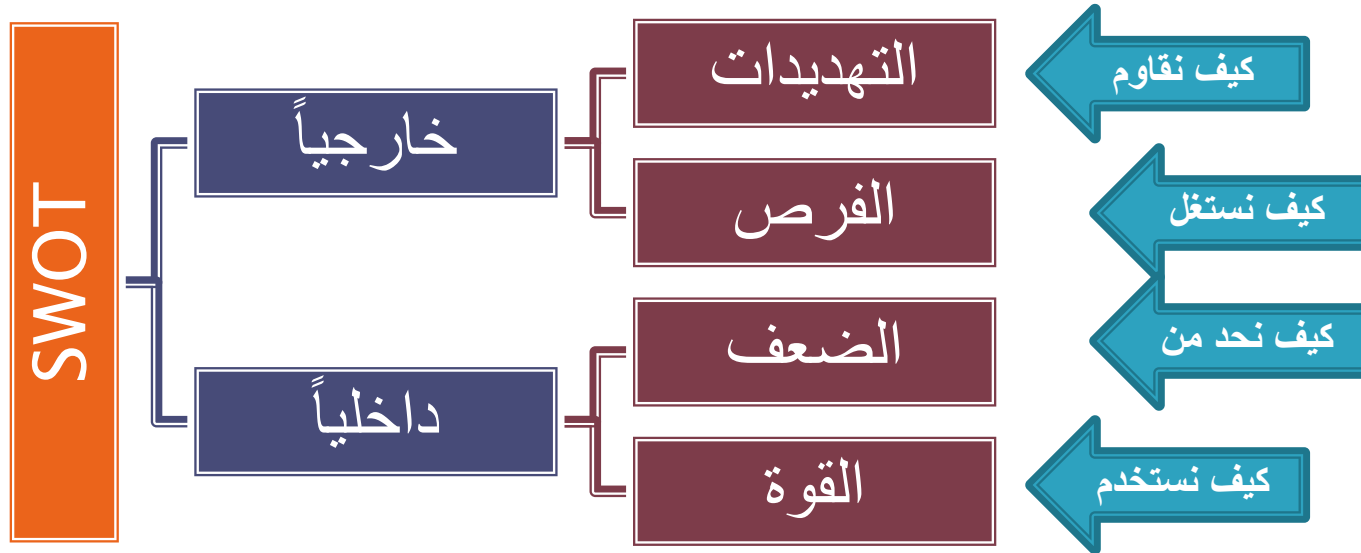 SWOT
خارجياً
داخلياً
التهديدات
الفرص
الضعف
القوة
كيف نقاوم
كيف نستغل
كيف نحد من
كيف نستخدم